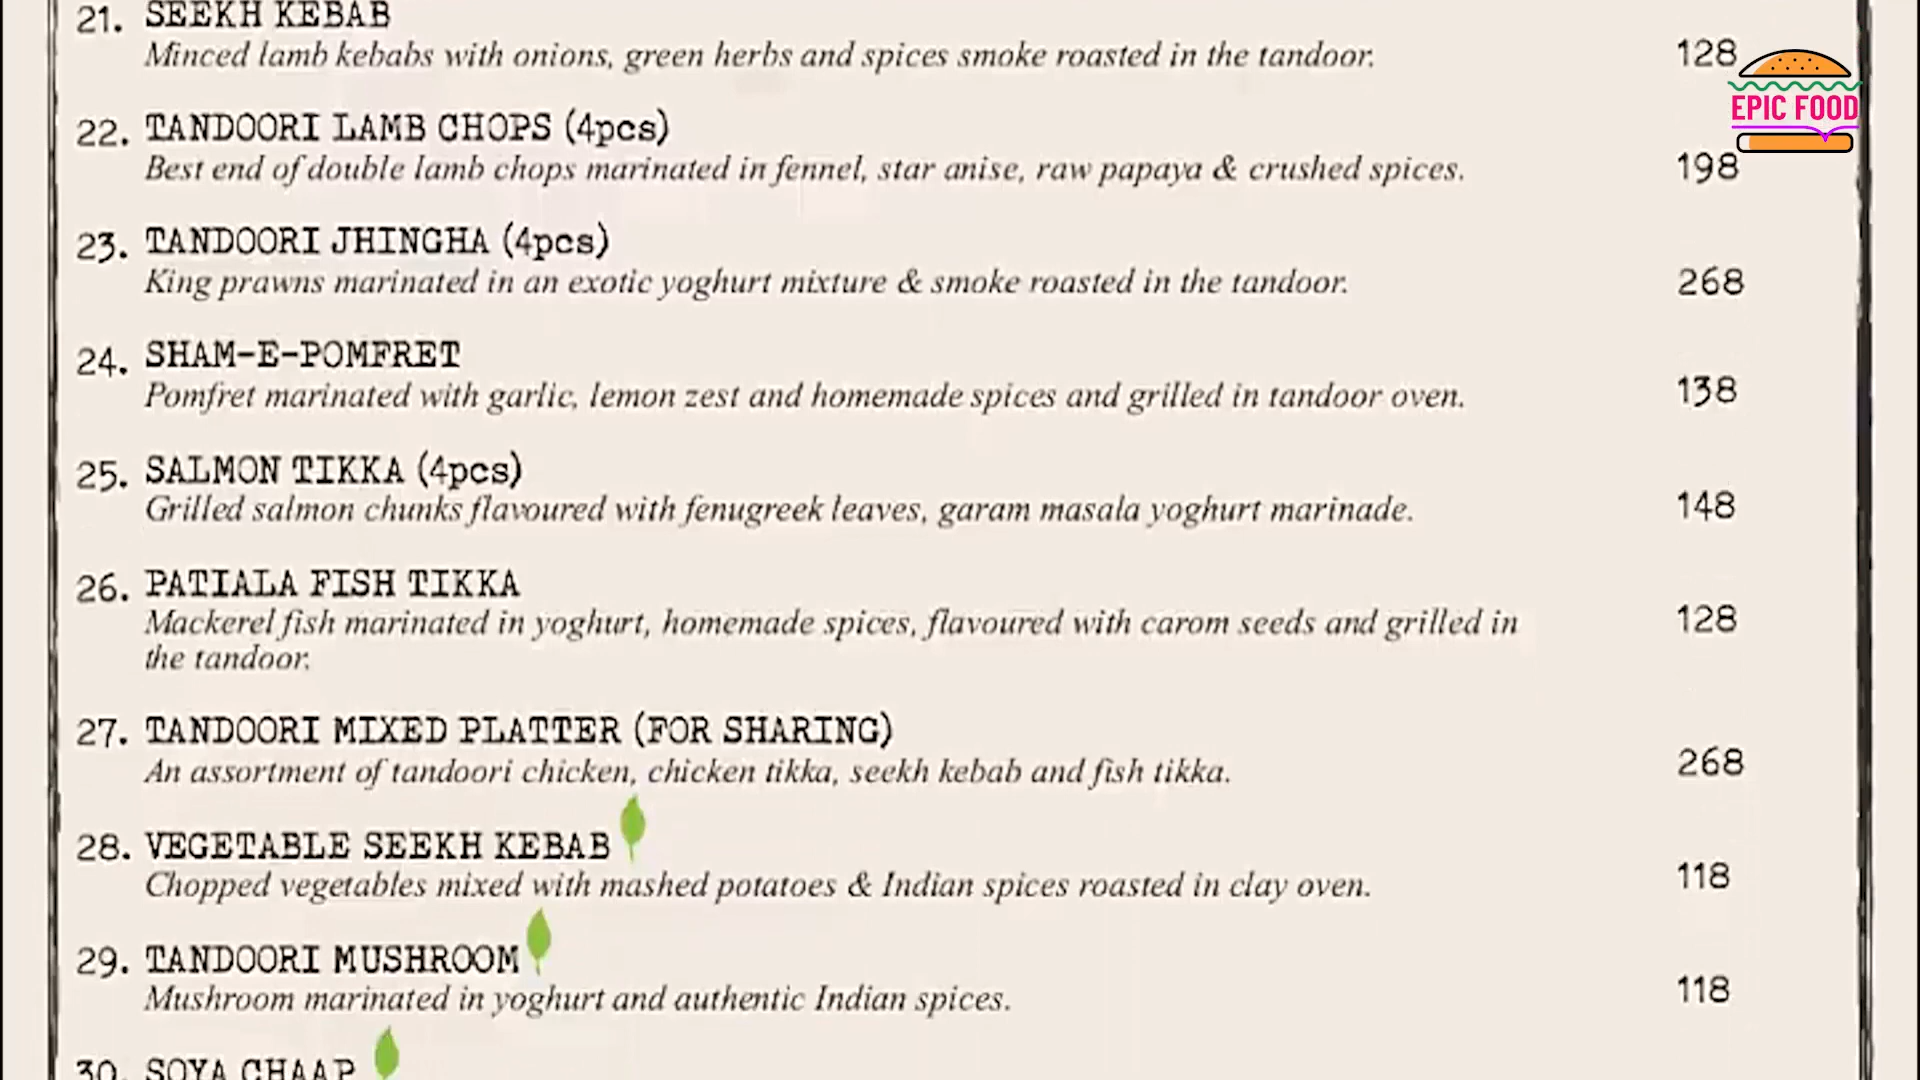 21. SEEKH KEBAB
Minced lamb kebabs with onions, green herbs and spices smoke roasted in the tandoor. 128
EPIC FOOD
22. TANDOORI LAMB CHOPS (4pcs)
Best end of double lamb chops marinated in fennel, star anise, raw papaya & crushed spices. 198
23. TANDOORI JHINGHA (4pcs)
King prawns marinated in an exotic yoghurt mixture & smoke roasted in the tandoor. 268
24. SHAM-E-POMFRET
Pomfret marinated with garlic, lemon zest and homemade spices and grilled in tandoor oven. 138
25. SALMON TIKKA (4pcs)
Grilled salmon chunks flavoured with fenugreek leaves, garam masala yoghurt marinade. 148
26. PATIALA FISH TIKKA
Mackerel fish marinated in yoghurt, homemade spices, flavoured with carom seeds and grilled in 128
the tandoor.
27. TANDOORI MIXED PLATTER (FOR SHARING)
An assortment of tandoori chicken, chicken tikka, seekh kebab and fish tikka. 268
28. VEGETABLE SEEKH KEBAB
Chopped vegetables mixed with mashed potatoes & Indian spices roasted in clay oven. 118
29. TANDOORI MUSHROOM
Mushroom marinated in yoghurt and authentic Indian spices. 118
30. SOYA CHAAP